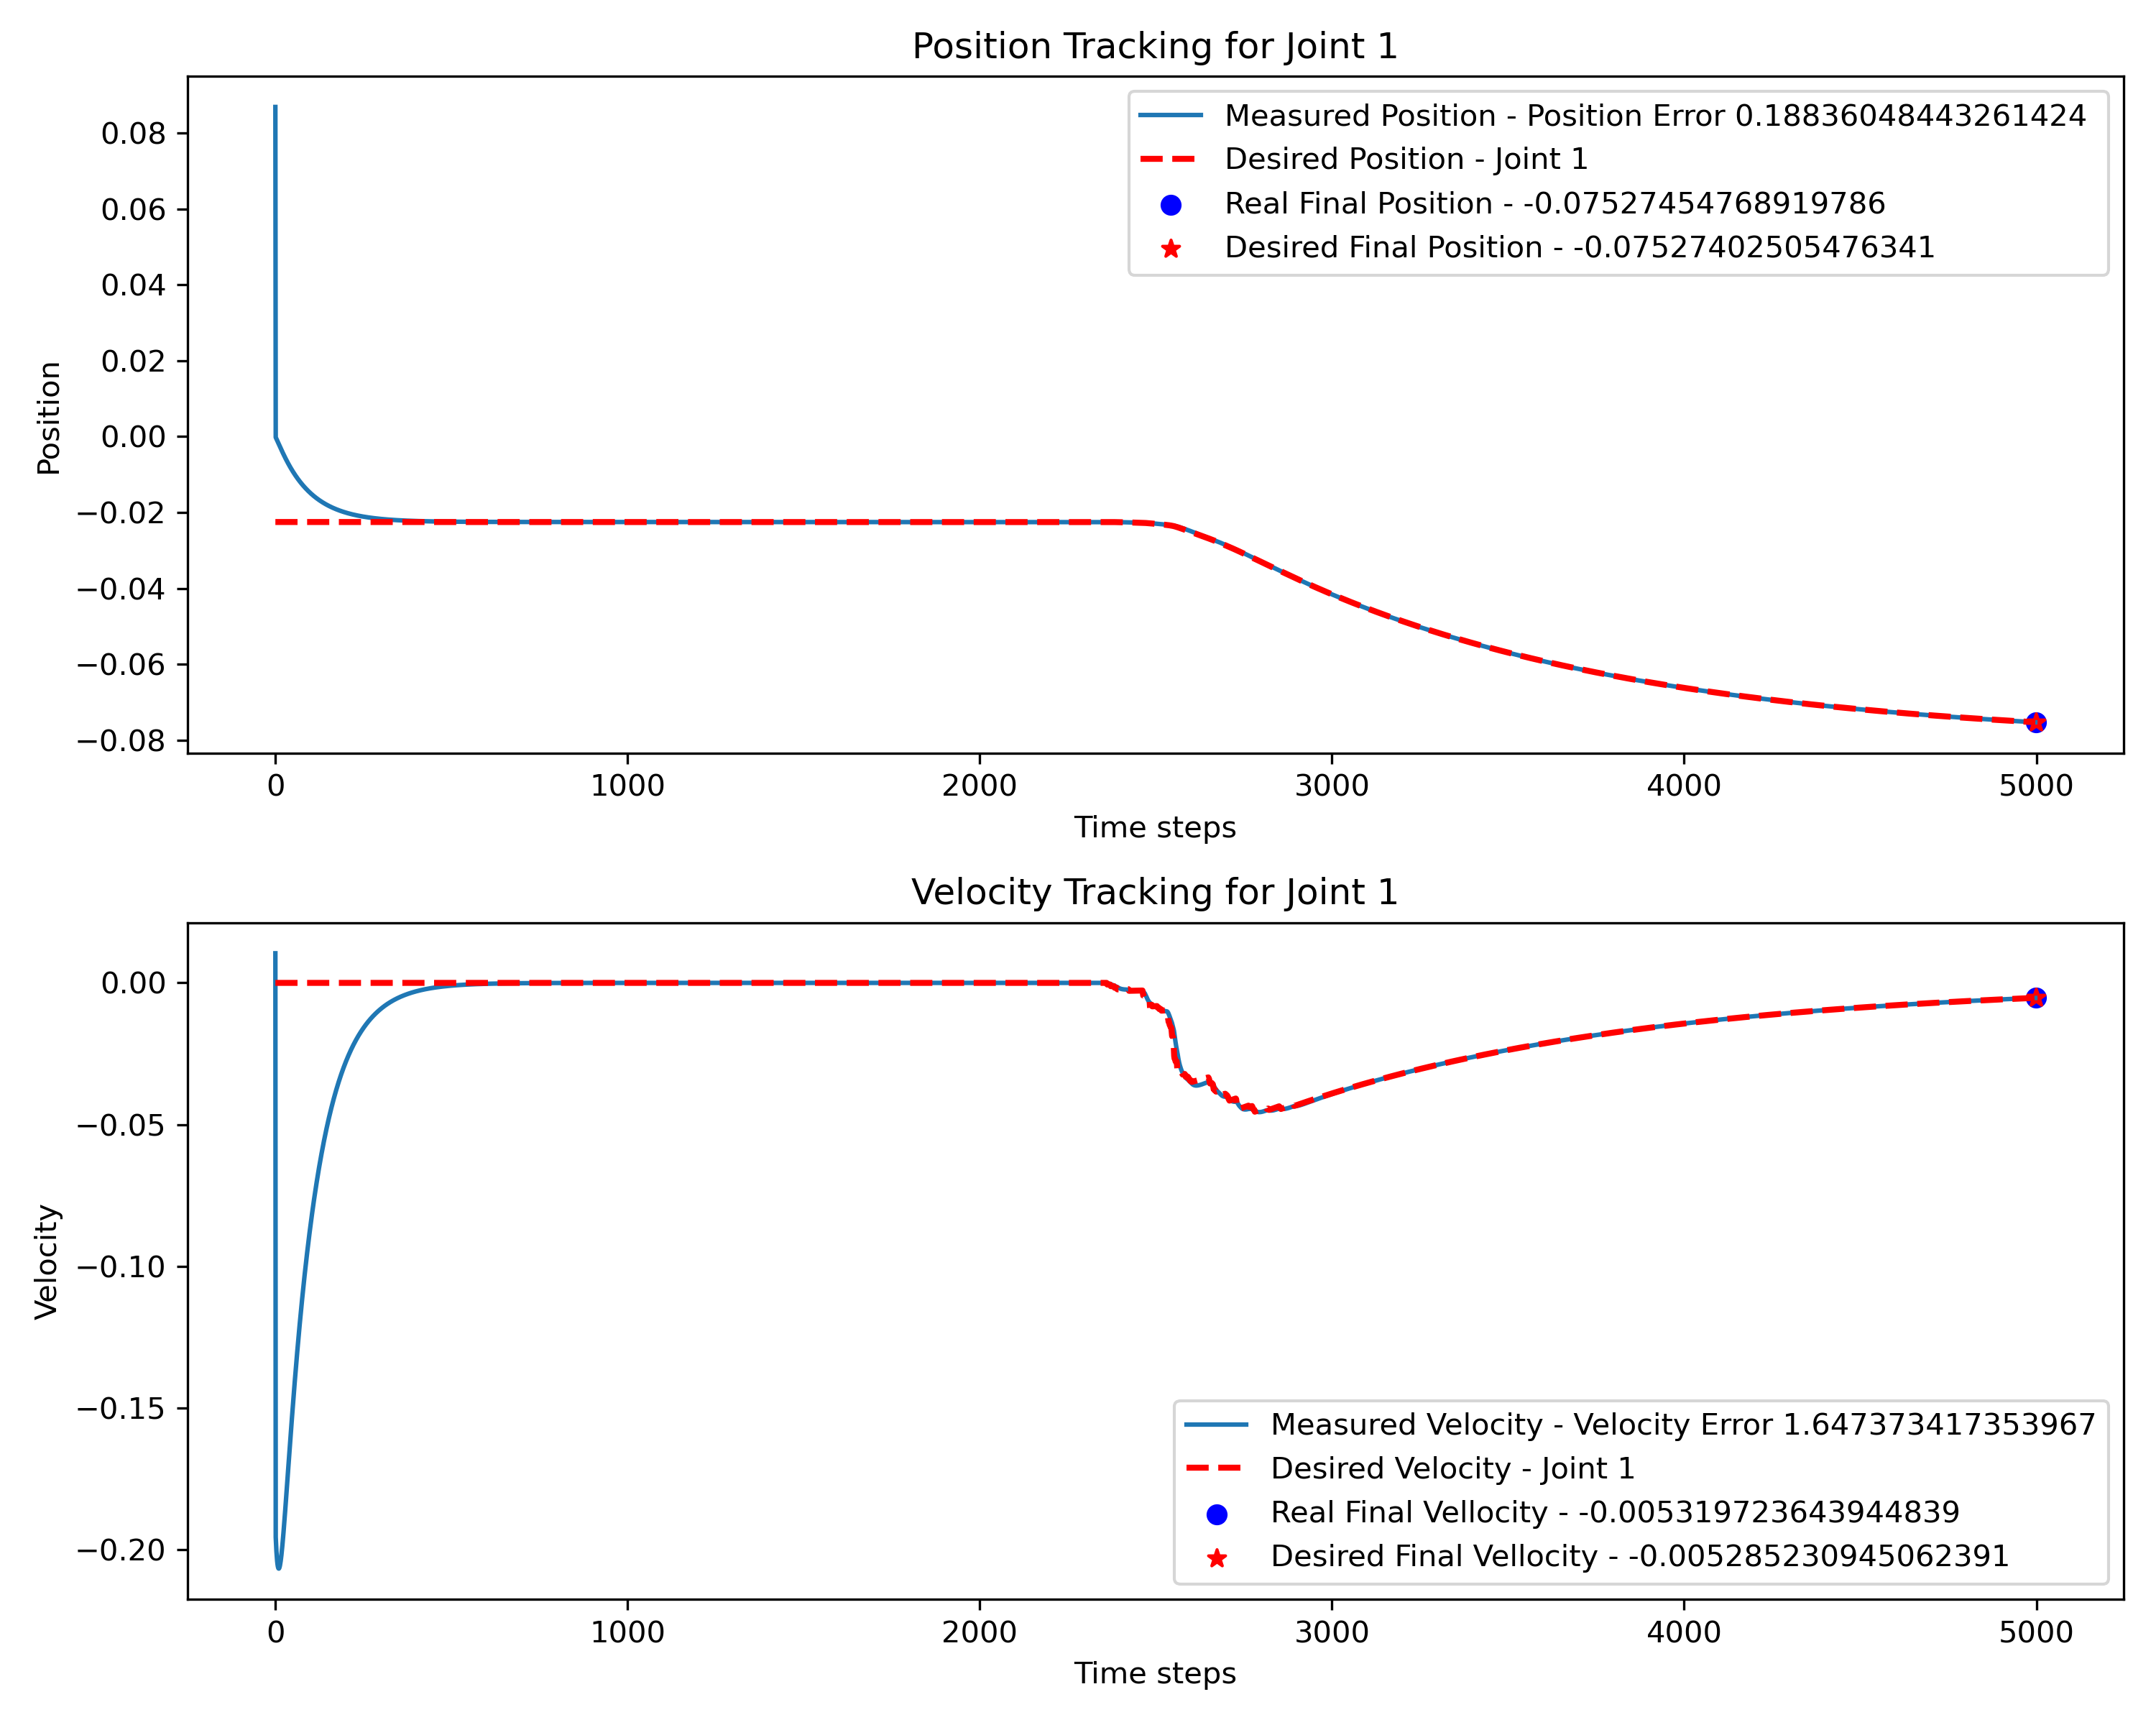 Position Tracking for Joint 1
Measured Position - Position Error 0.18836048443261424
Desired Position - Joint 1
Real Final Position - -0.07527454768919786
Desired Final Position - -0.07527402505476341
Position
0.08
0.06
0.04
0.02
0.00
−0.02
−0.04
−0.06
−0.08
0 1000 2000 3000 4000 5000
Time steps
Velocity Tracking for Joint 1
Velocity
0.00
−0.05
−0.10
−0.15
−0.20
Measured Velocity - Velocity Error 1.647373417353967
Desired Velocity - Joint 1
Real Final Vellocity - -0.005319723643944839
Desired Final Vellocity - -0.005285230945062391
0 1000 2000 3000 4000 5000
Time steps